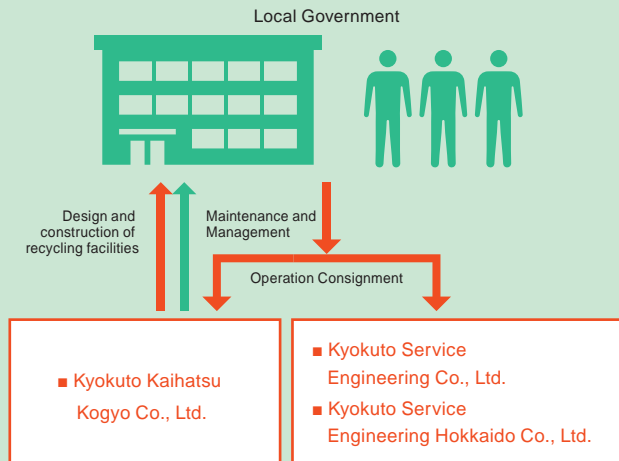 Local Government
Design and
construction of
recycling facilities
Maintenance and
Management
Operation Consignment
■ Kyokuto Kaihatsu
Kogyo Co., Ltd.
■ Kyokuto Service
Engineering Co., Ltd.
■ Kyokuto Service
Engineering Hokkaido Co., Ltd.